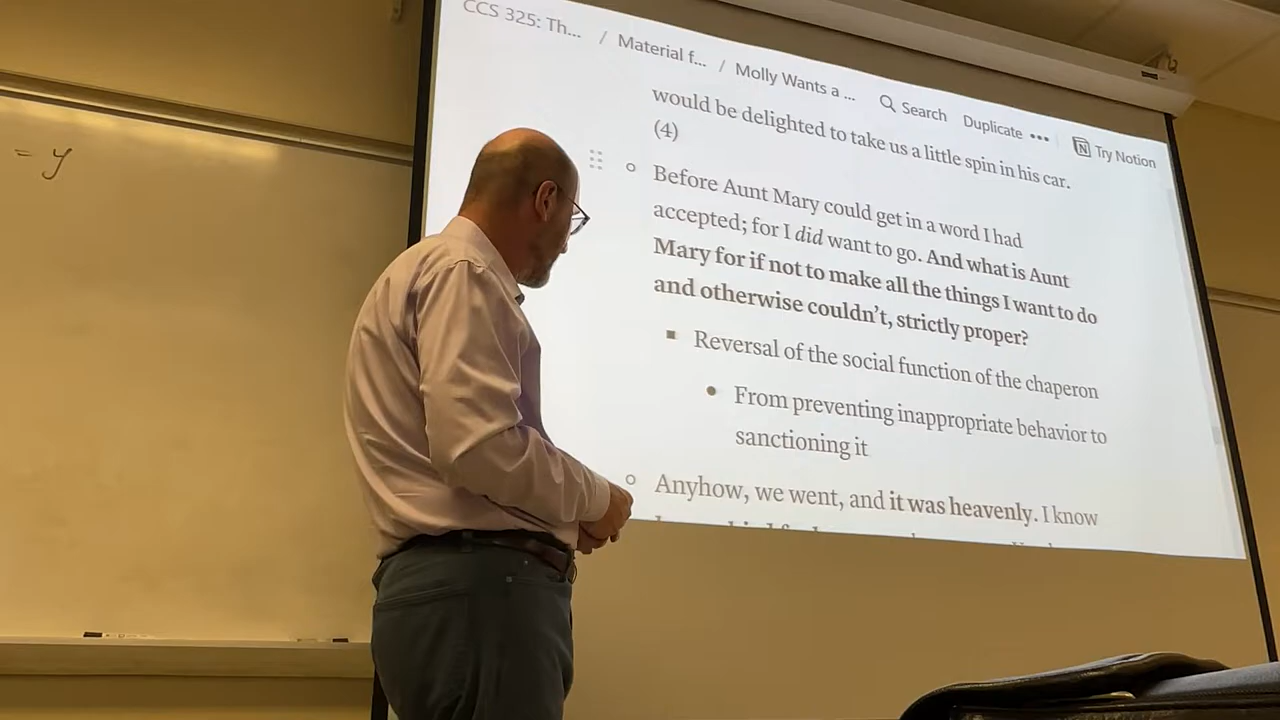 = y
CCS 325: Th... / Material f... / Molly Wants a ... Search Duplicate ••• Try Notion
would be delighted to take us a little spin in his car.
(4)
Before Aunt Mary could get in a word I had
accepted; for I did want to go. And what is Aunt
Mary for if not to make all the things I want to do
and otherwise couldn't, strictly proper?
Reversal of the social function of the chaperon
From preventing inappropriate behavior to
sanctioning it
Anyhow, we went, and it was heavenly. I know